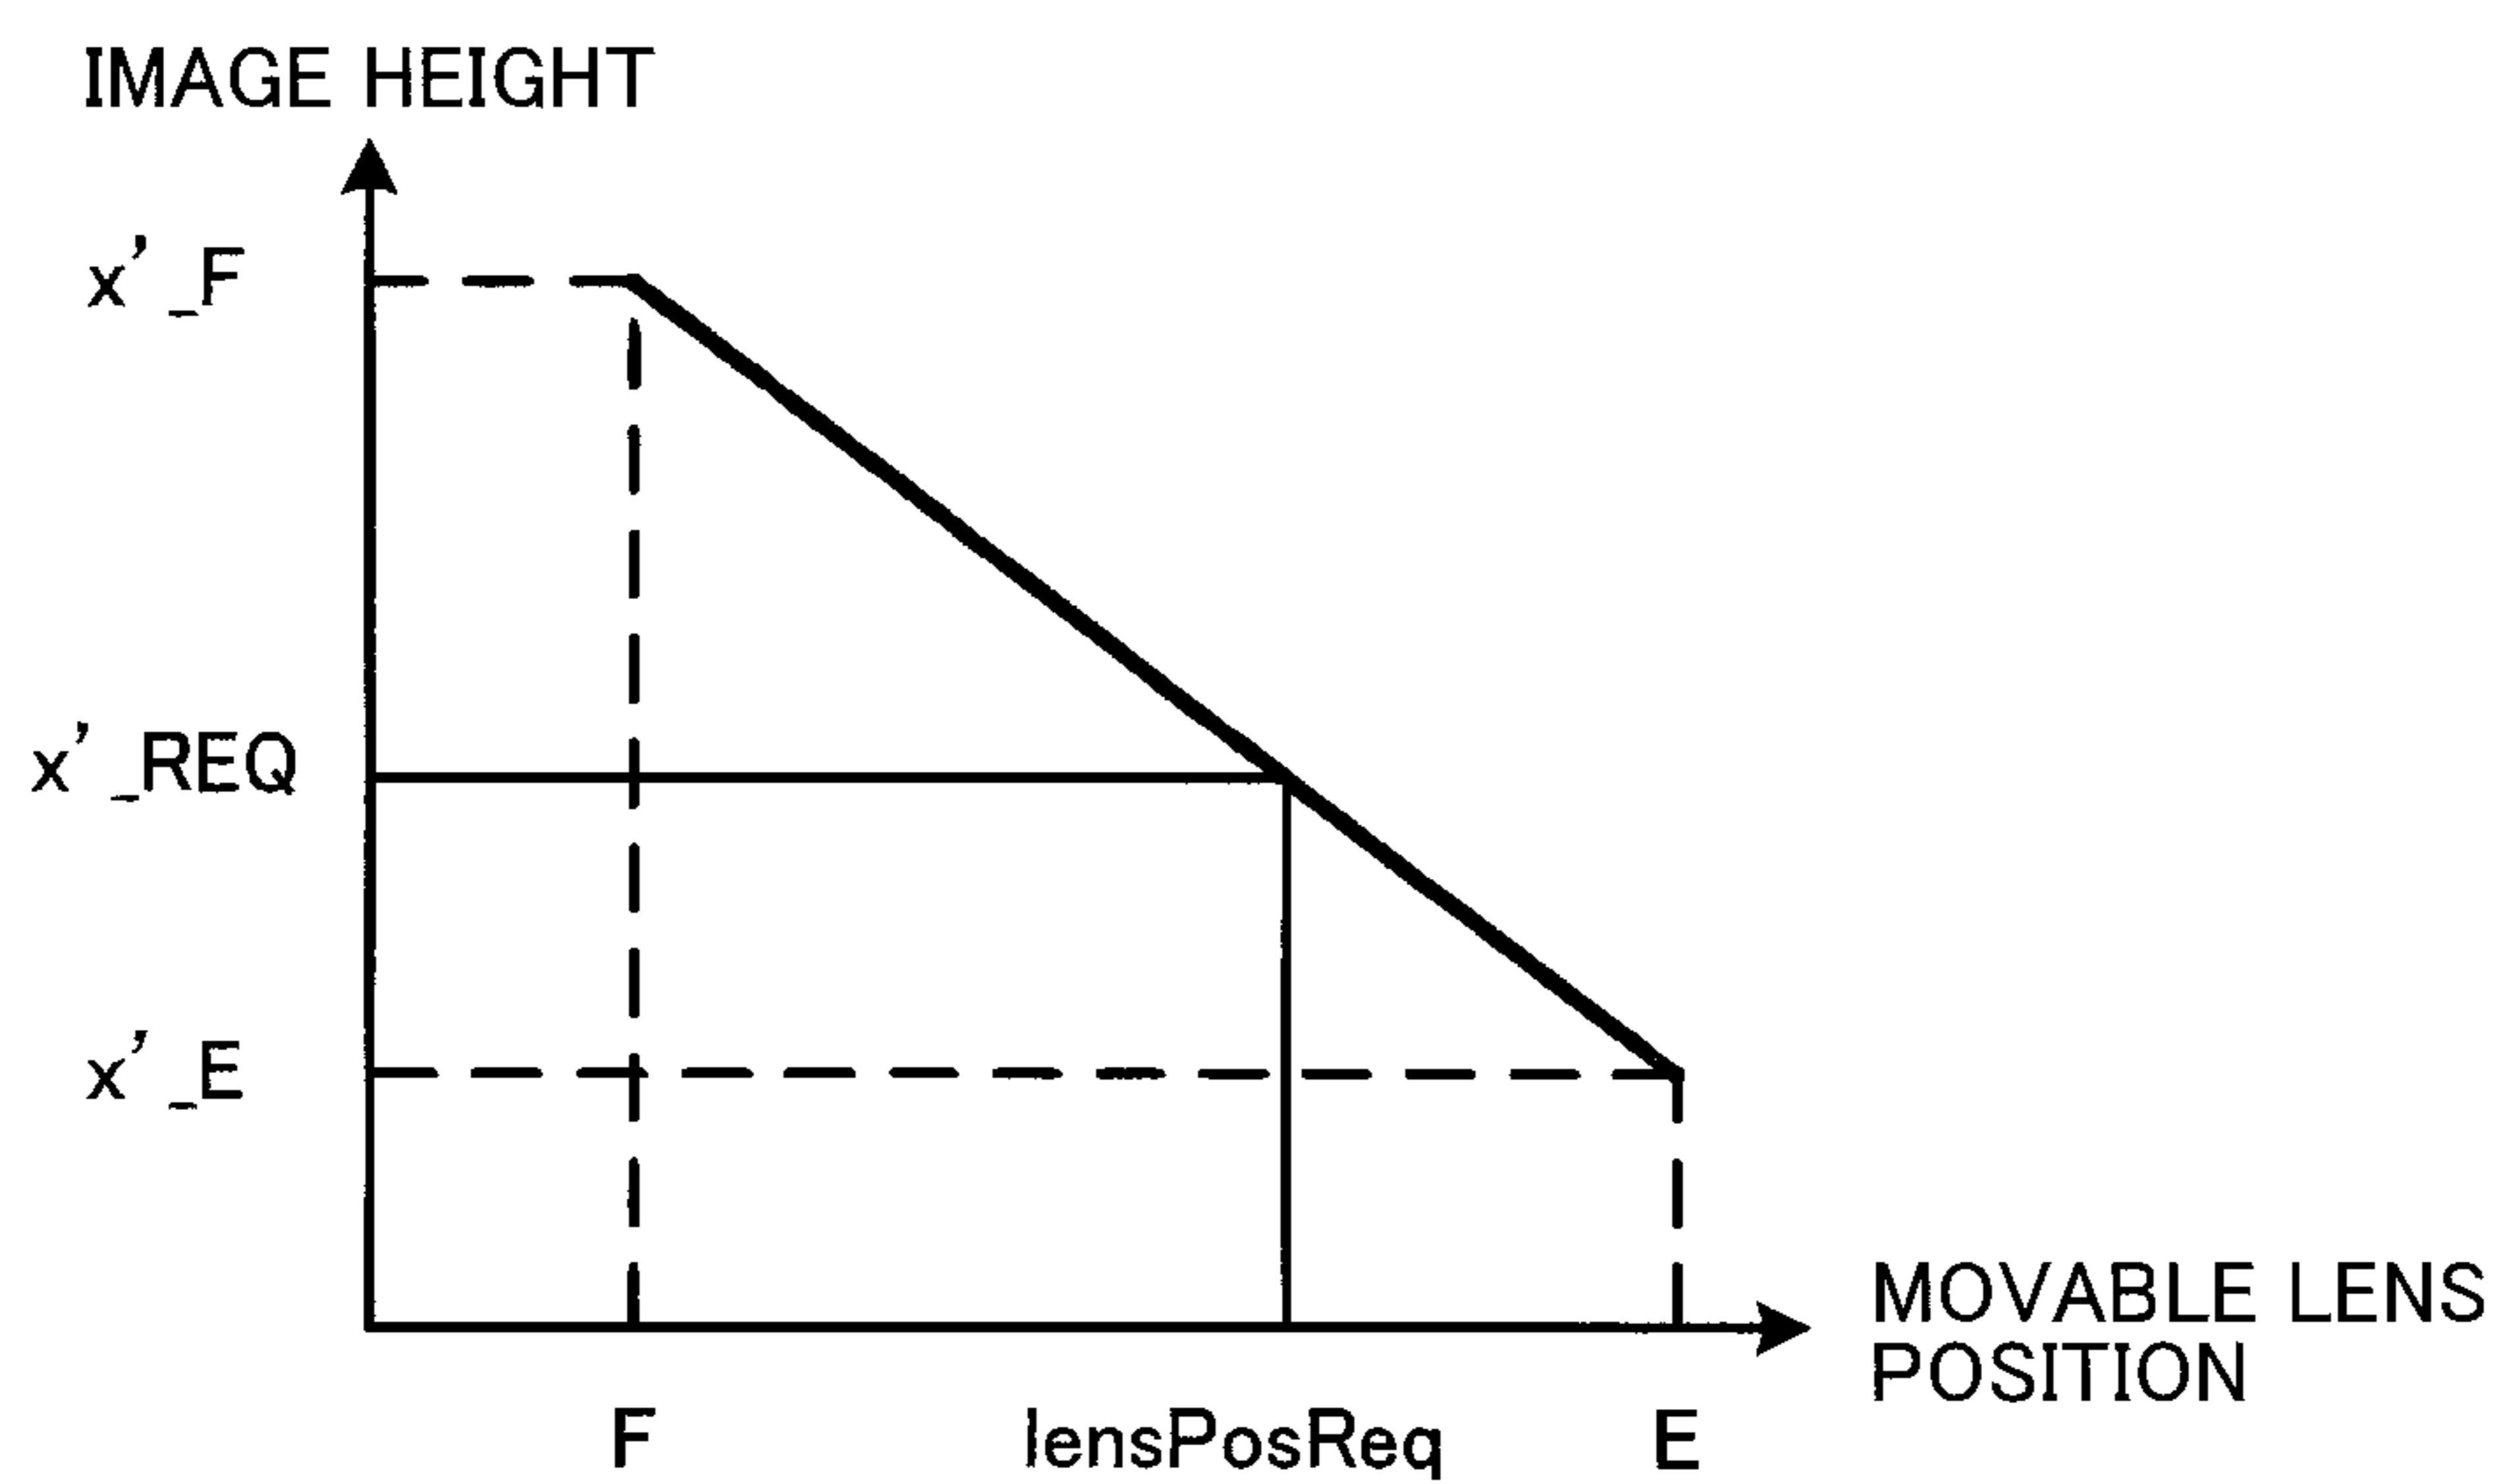 IMAGE HEIGHT
x'_F
x'_REQ
x'_E
MOVABLE LENS
POSITION
F lensPosReq E